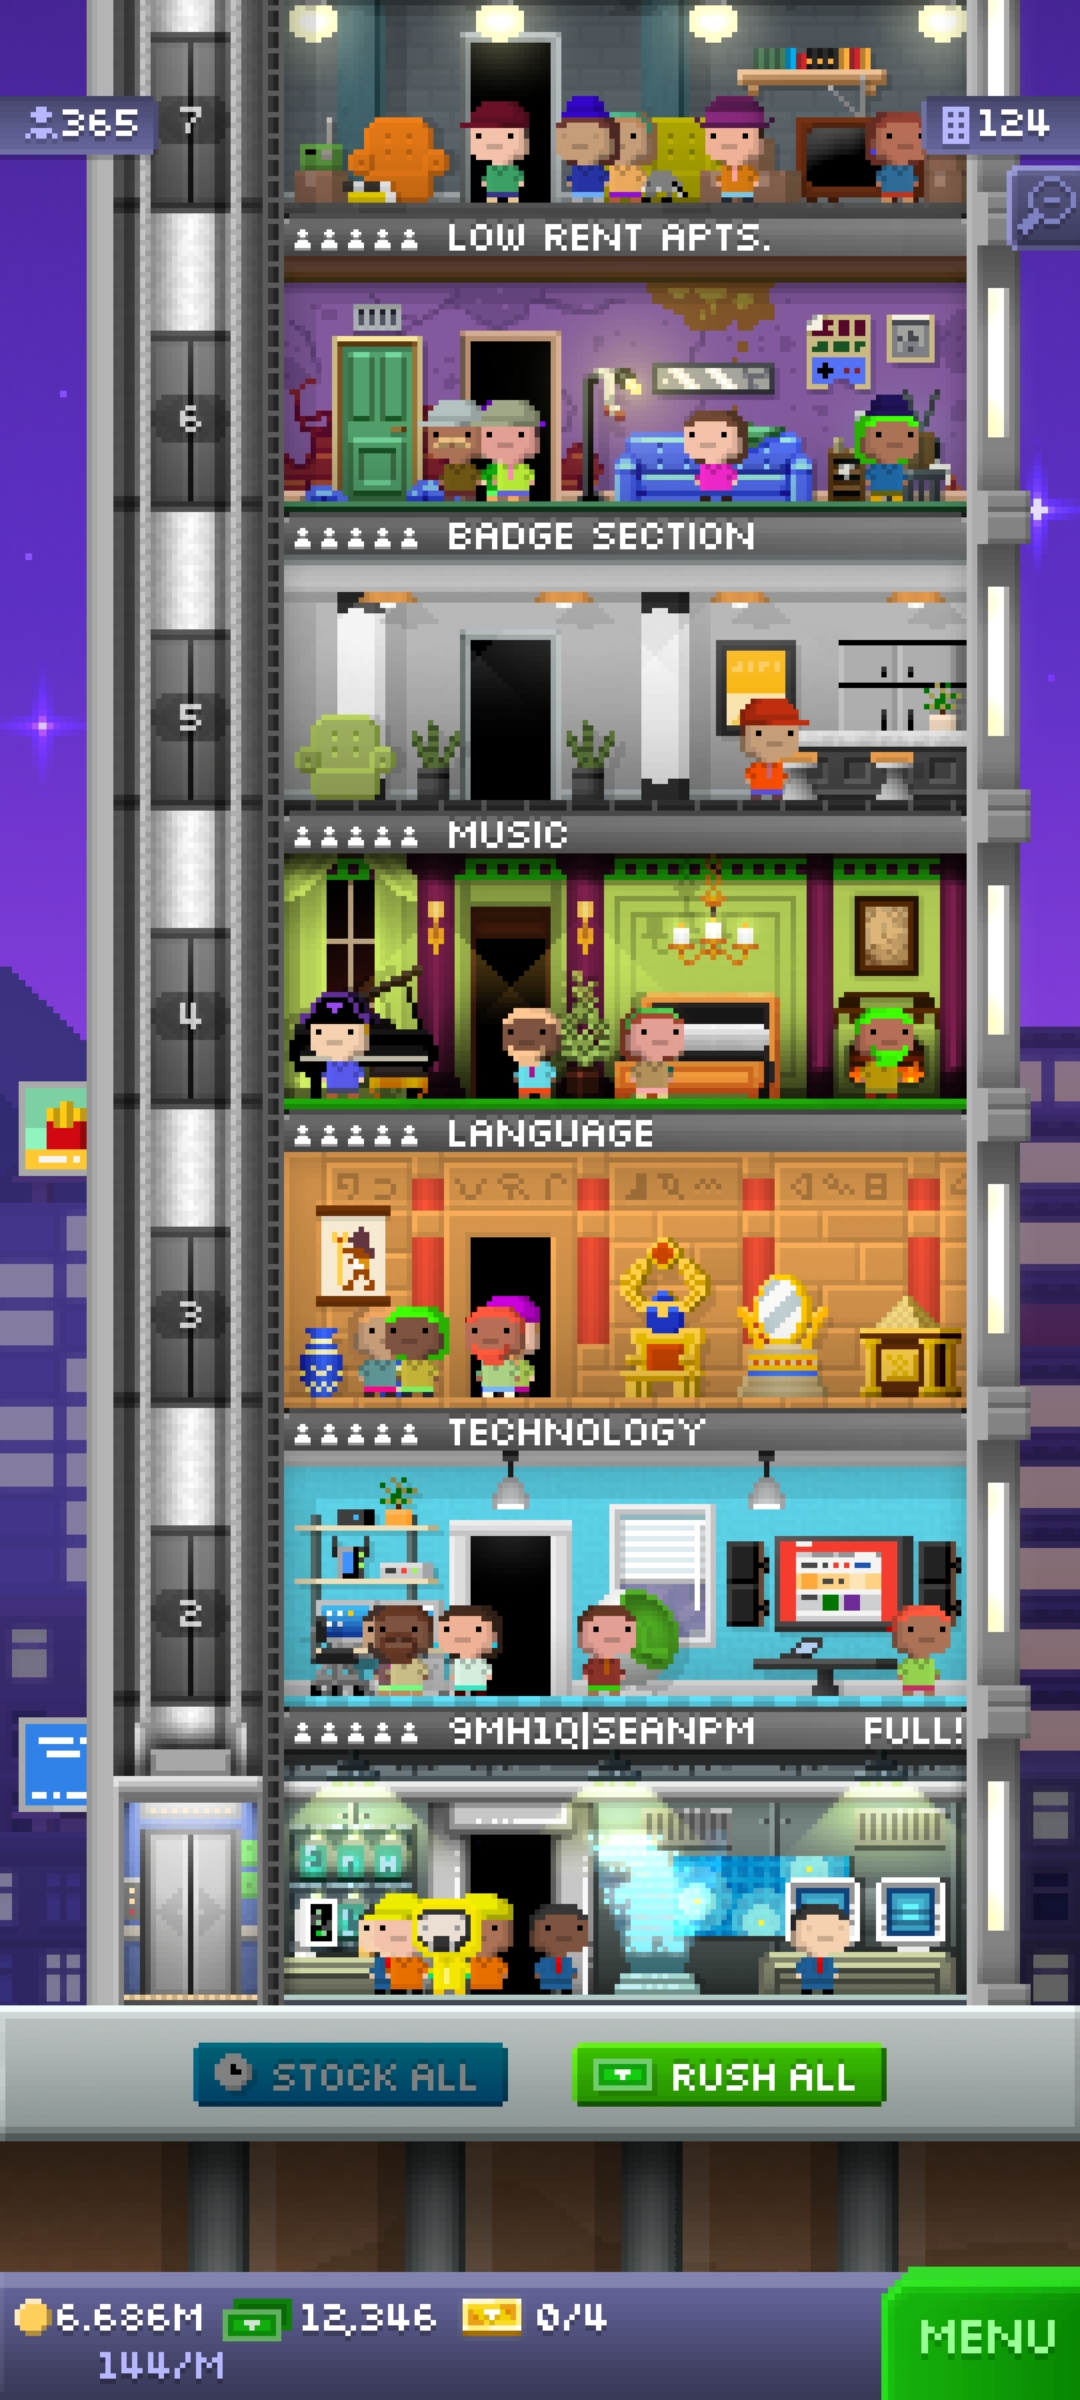 7
365
124
LOW RENT APTS.
6
BADGE SECTION
5
MUSIC
4
LANGUAGE
3
TECHNOLOGY
2
9MH1Q|SEANPM FULL!
STOCK ALL
RUSH ALL
6.686M 12,346 0/4
144/M
MENU